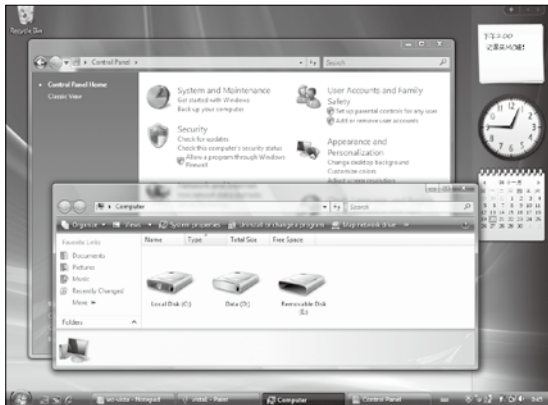 Recycle Bin
Control Panel
Search
Control Panel Home
Classic View
System and Maintenance
Get started with Windows
Back up your computer
Security
Check for updates
Check this computer's security status
Allow a program through Windows
Firewall
User Accounts and Family
Safety
Set up parental controls for any user
Add or remove user accounts
Appearance and
Personalization
Change desktop background
Customize colors
Adjust screen resolution
Computer
Search
Organize
Views
System properties
Uninstall or change a program
Map network drive
Favorite Links
Documents
Pictures
Music
Recently Changed
More
Folders
Name Type Total Size Free Space
Local Disk (C:)
Data (D:)
Removable Disk
(E:)
Notepad
Paint
Computer
Control Panel